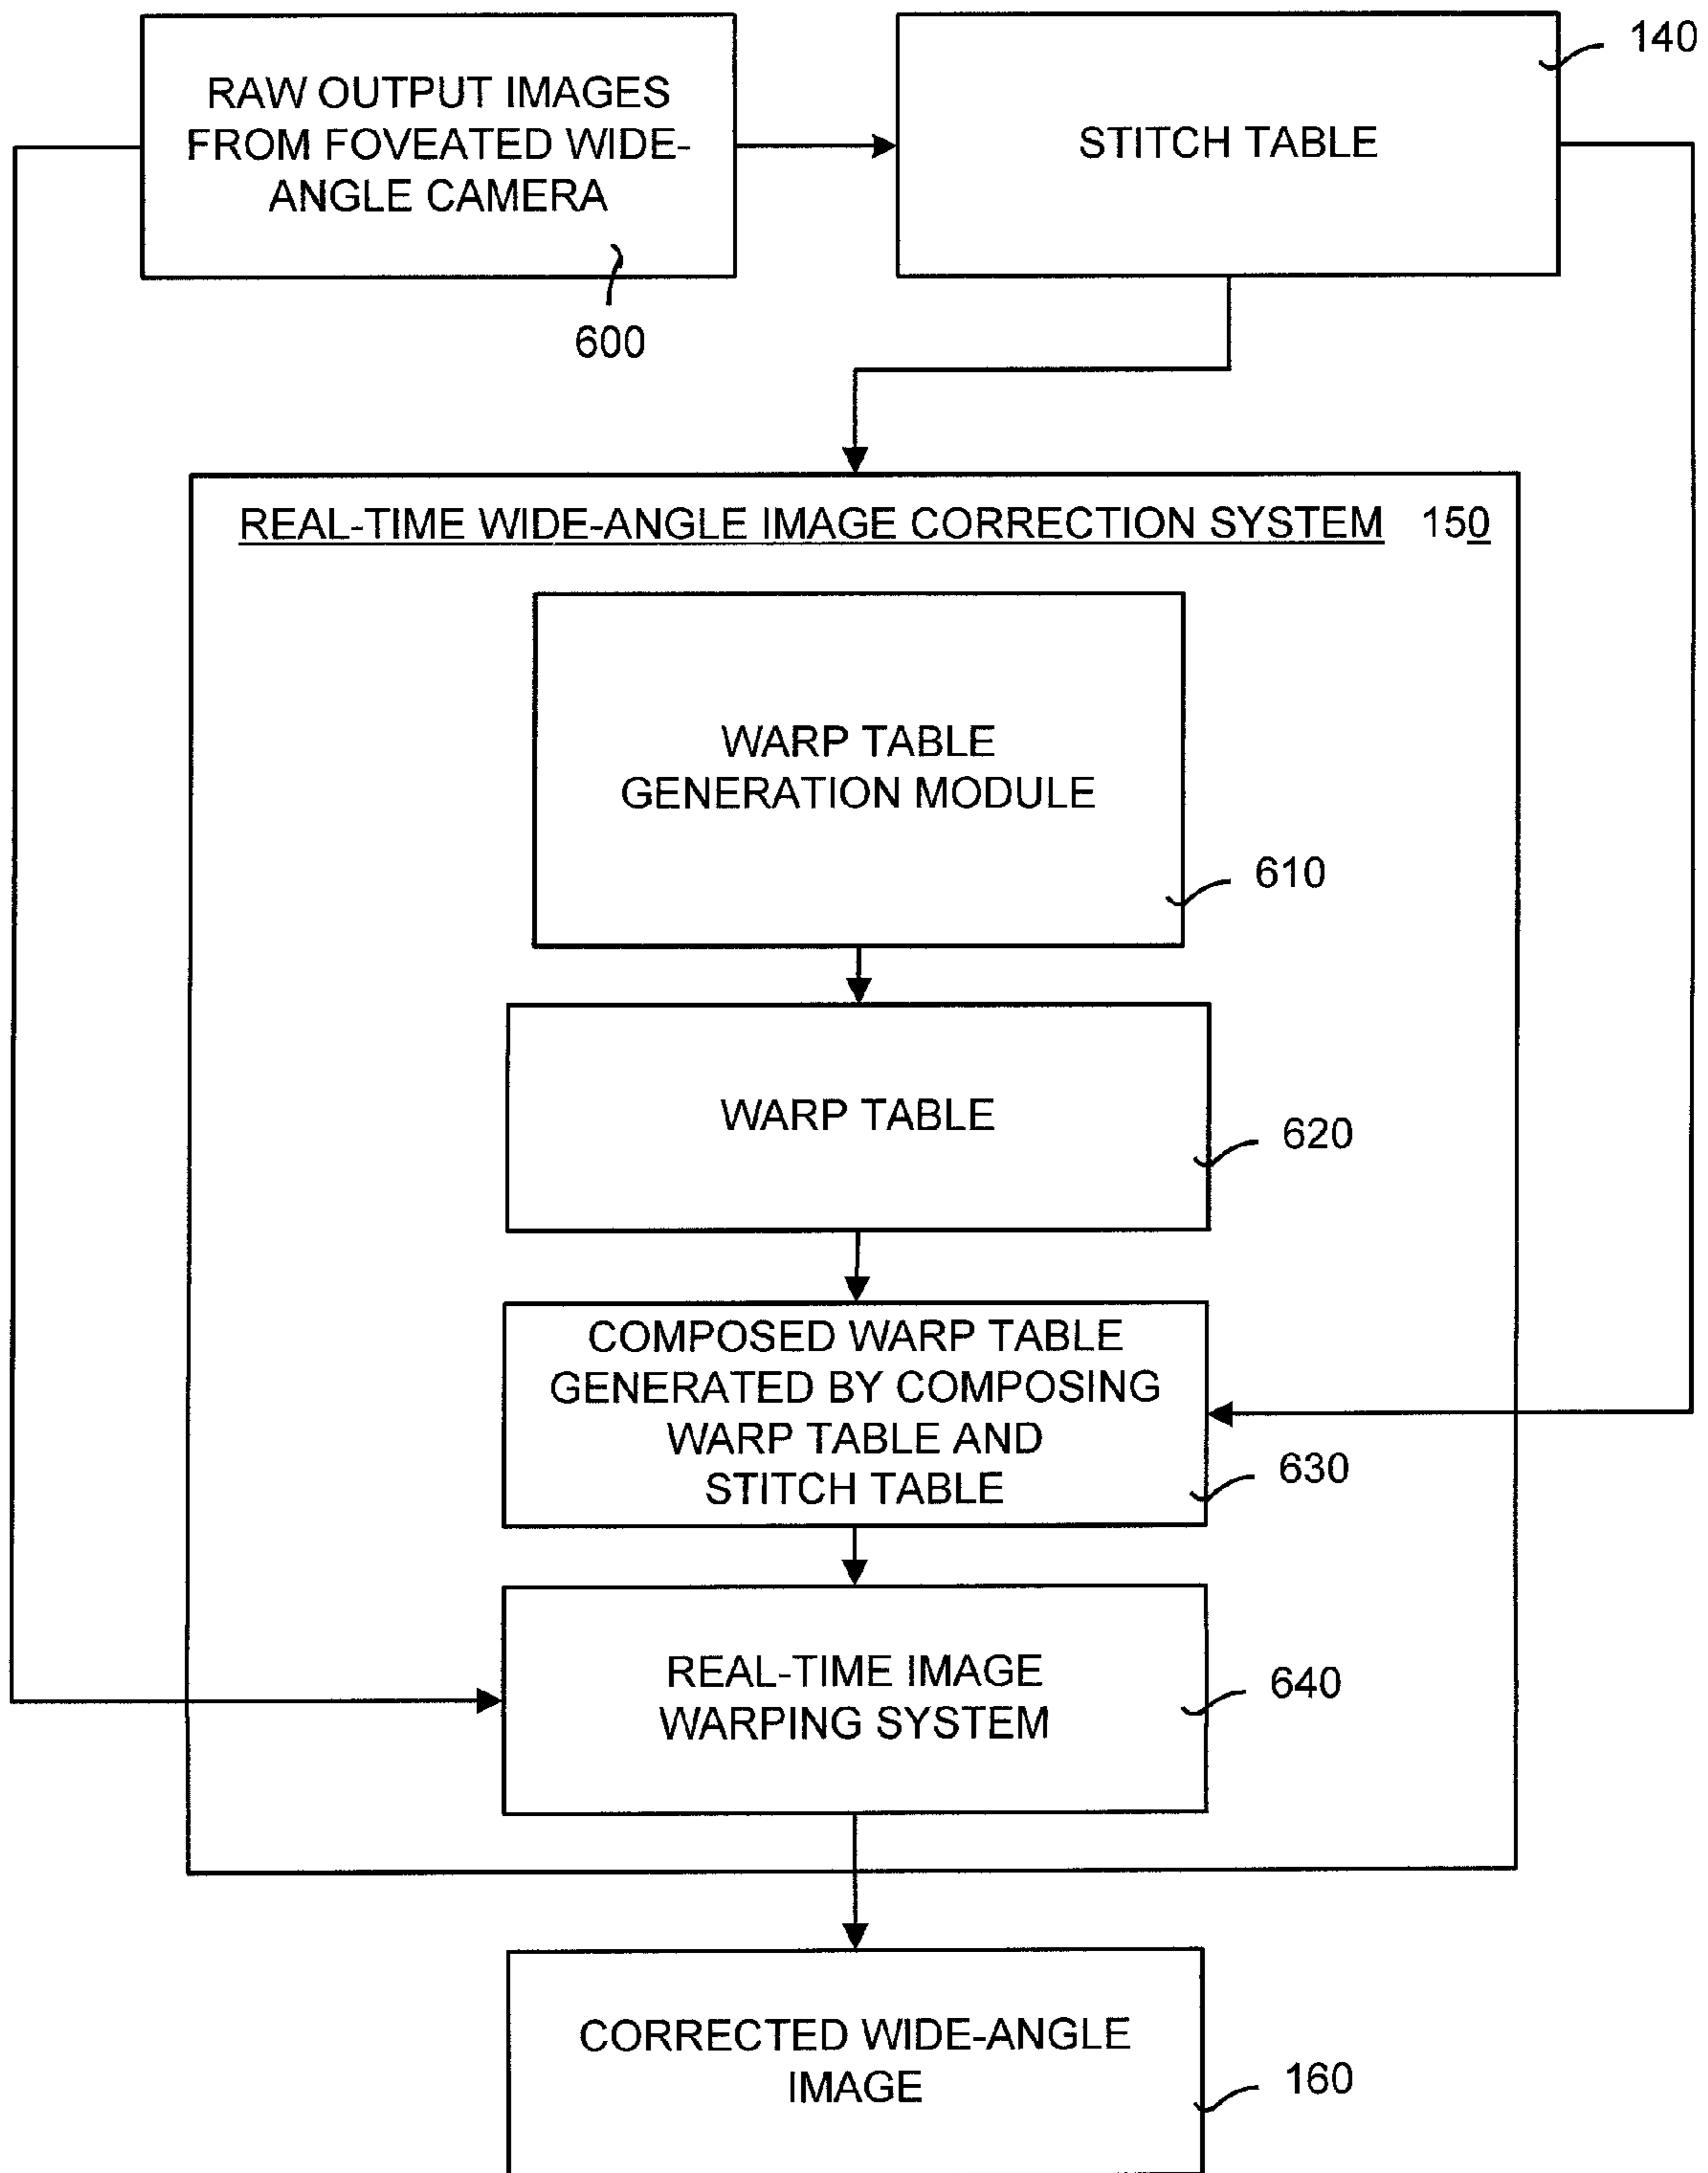 RAW OUTPUT IMAGES
FROM FOVEATED WIDE-
ANGLE CAMERA
600
STITCH TABLE
140
REAL-TIME WIDE-ANGLE IMAGE CORRECTION SYSTEM 150
WARP TABLE
GENERATION MODULE
610
WARP TABLE
620
COMPOSED WARP TABLE
GENERATED BY COMPOSING
WARP TABLE AND
STITCH TABLE
630
REAL-TIME IMAGE
WARPING SYSTEM
640
CORRECTED WIDE-ANGLE
IMAGE
160